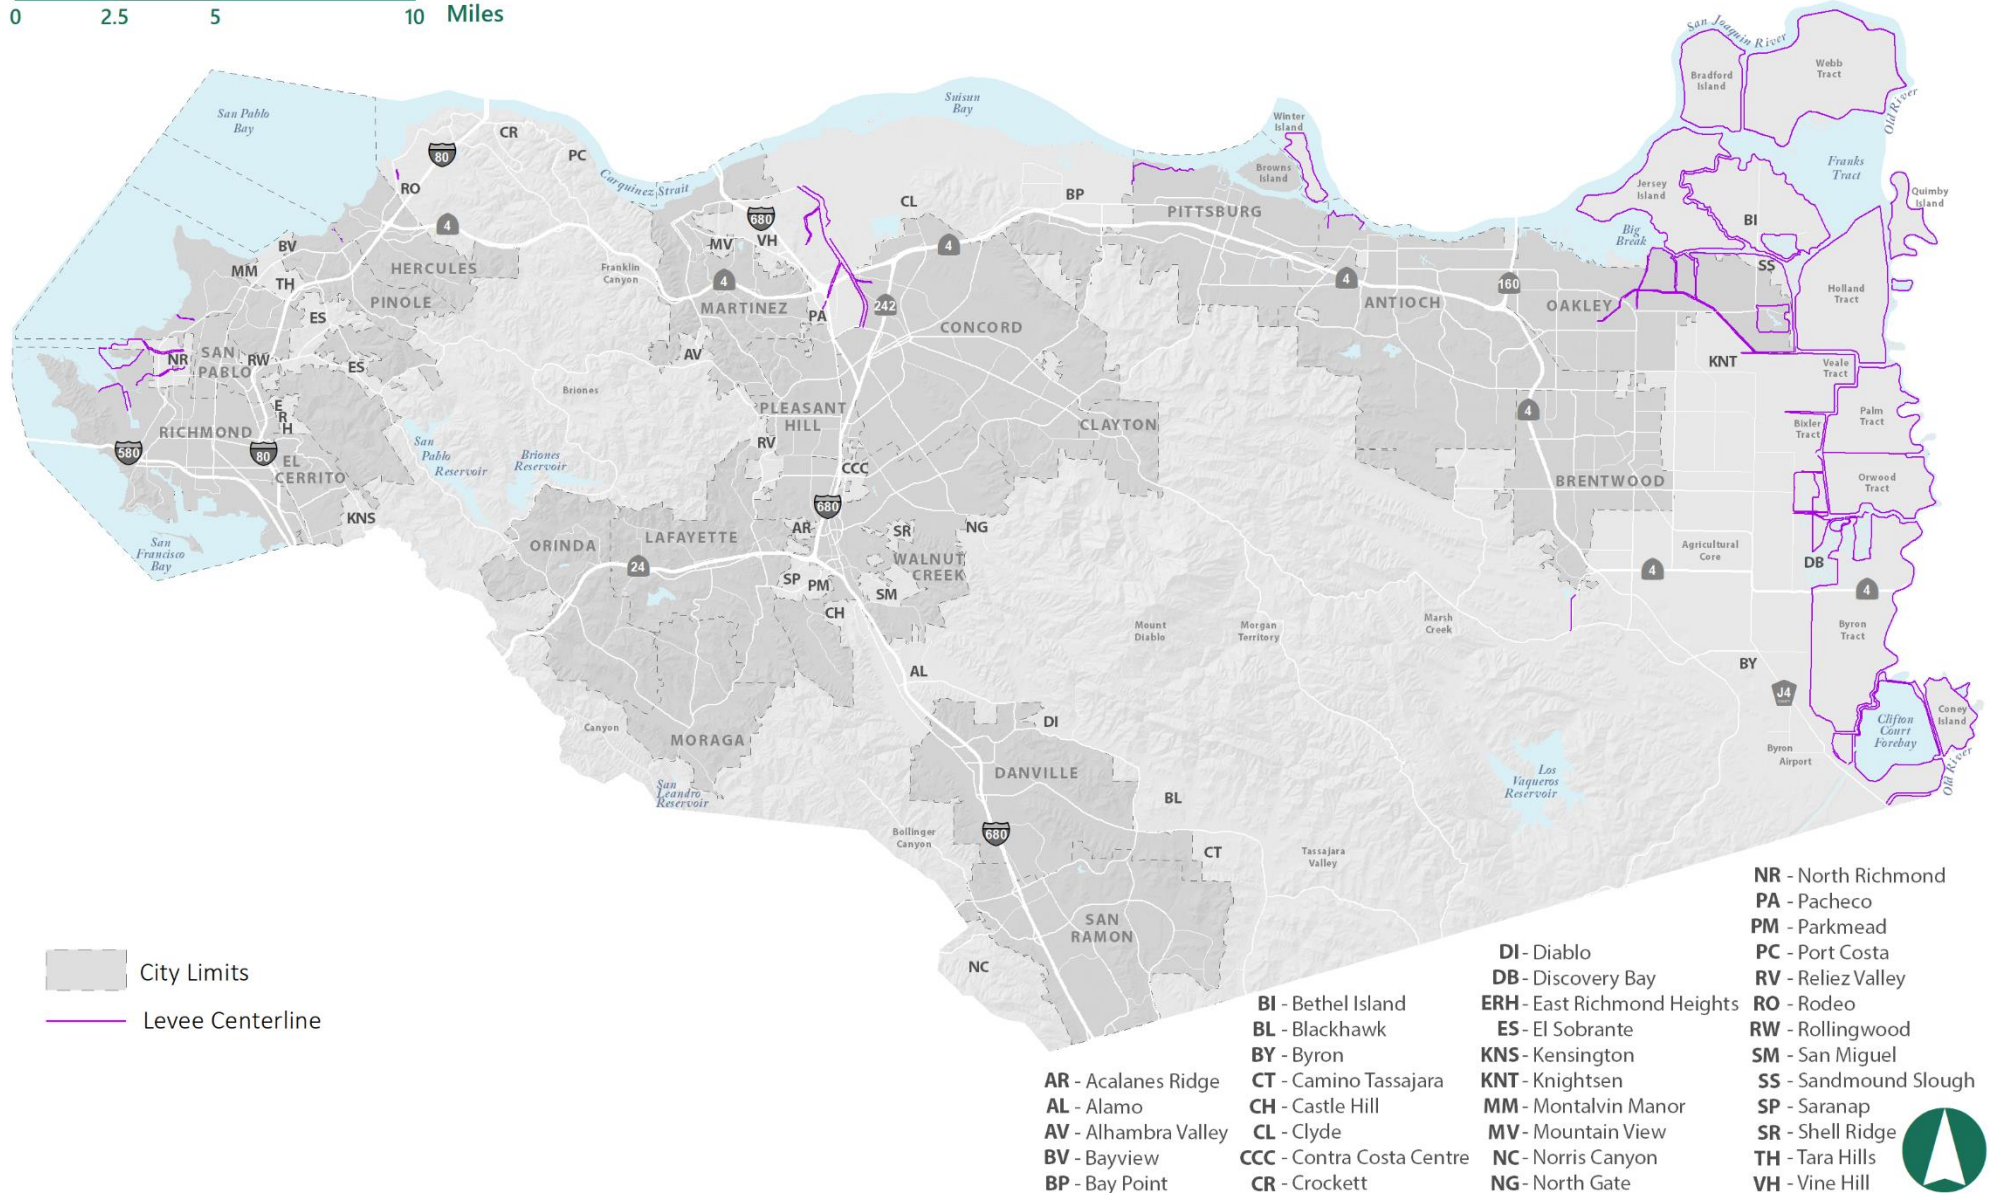 0 2.5 5 10 Miles
San Joaquin River
Bradford
Island
Webb
Tract
Old River
San Pablo
Bay
Suisun
Bay
CR
80
PC
Winter
Island
Browns
Island
Franks
Tract
RO
Carquinez Strait
CL
BP
PITTSBURG
Jersey
Island
BI
Quimby
Island
4
680
MV
VH
4
BV
MM
TH
HERCULES
PINOLE
ES
Franklin
Canyon
4
MARTINEZ
PA
242
CONCORD
4
ANTIOCH
160
OAKLEY
Big
Break
SS
Holland
Tract
NR
SAN
PABLO
RW
ES
AV
KNT
Veale
Tract
Briones
E
R
H
RICHMOND
580
80
EL
CERRITO
San
Pablo
Reservoir
Briones
Reservoir
PLEASANT
HILL
RV
CCC
CLAYTON
4
Palm
Tract
Bixler
Tract
BRENTWOOD
Orwood
Tract
KNS
680
AR
SR
NG
San
Francisco
Bay
ORINDA
LAFAYETTE
24
WALNUT
CREEK
SP
PM
SM
CH
Agricultural
Core
4
DB
4
Mount
Diablo
Morgan
Territory
Marsh
Creek
Byron
Tract
AL
BY
J4
Canyon
MORAGA
DI
Clifton
Court
Forebay
Coney
Island
Byron
Airport
Old River
San
Leandro
Reservoir
DANVILLE
BL
Los
Vaqueros
Reservoir
Bollinger
Canyon
680
CT
Tassajara
Valley
SAN
RAMON
NC
City Limits
Levee Centerline
AR - Acalanes Ridge
AL - Alamo
AV - Alhambra Valley
BV - Bayview
BP - Bay Point
BI - Bethel Island
BL - Blackhawk
BY - Byron
CT - Camino Tassajara
CH - Castle Hill
CL - Clyde
CCC - Contra Costa Centre
CR - Crockett
DI - Diablo
DB - Discovery Bay
ERH - East Richmond Heights
ES - El Sobrante
KNS - Kensington
KNT - Knightsen
MM - Montalvin Manor
MV - Mountain View
NC - Norris Canyon
NG - North Gate
NR - North Richmond
PA - Pacheco
PM - Parkmead
PC - Port Costa
RV - Reliez Valley
RO - Rodeo
RW - Rollingwood
SM - San Miguel
SS - Sandmound Slough
SP - Saranap
SR - Shell Ridge
TH - Tara Hills
VH - Vine Hill